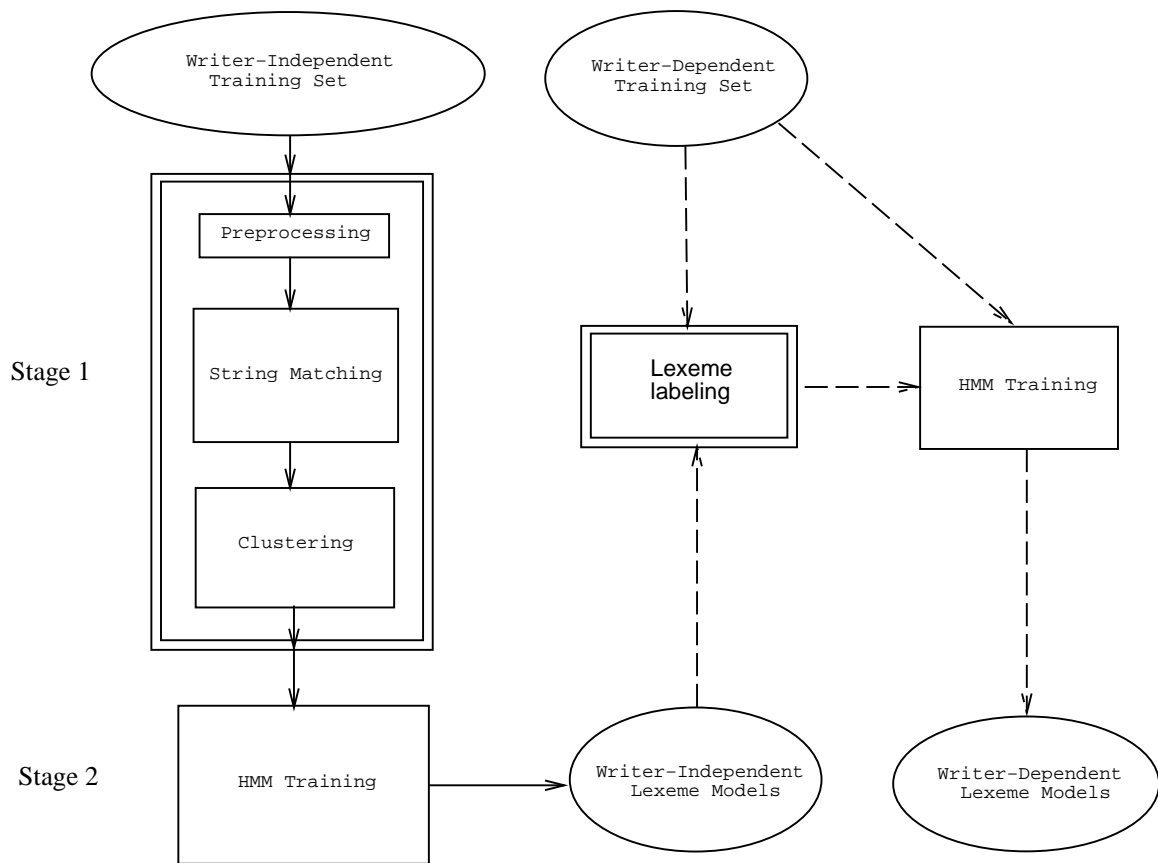 Writer-Independent
Training Set
Writer-Dependent
Training Set
Preprocessing
Stage 1
String Matching
Lexeme
labeling
HMM Training
Clustering
Stage 2
HMM Training
Writer-Independent
Lexeme Models
Writer-Dependent
Lexeme Models